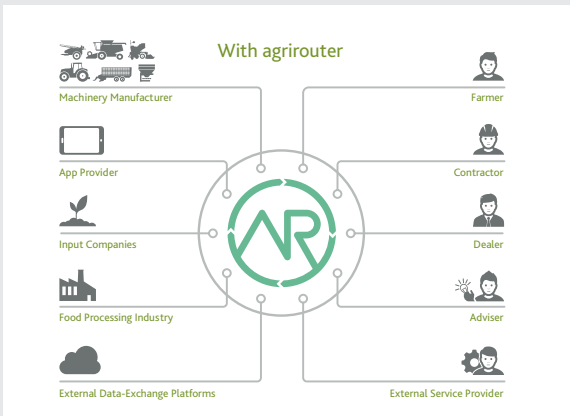 With agrirouter
Machinery Manufacturer
Farmer
App Provider
Contractor
Input Companies
Dealer
Food Processing Industry
Adviser
External Data-Exchange Platforms
External Service Provider
AR